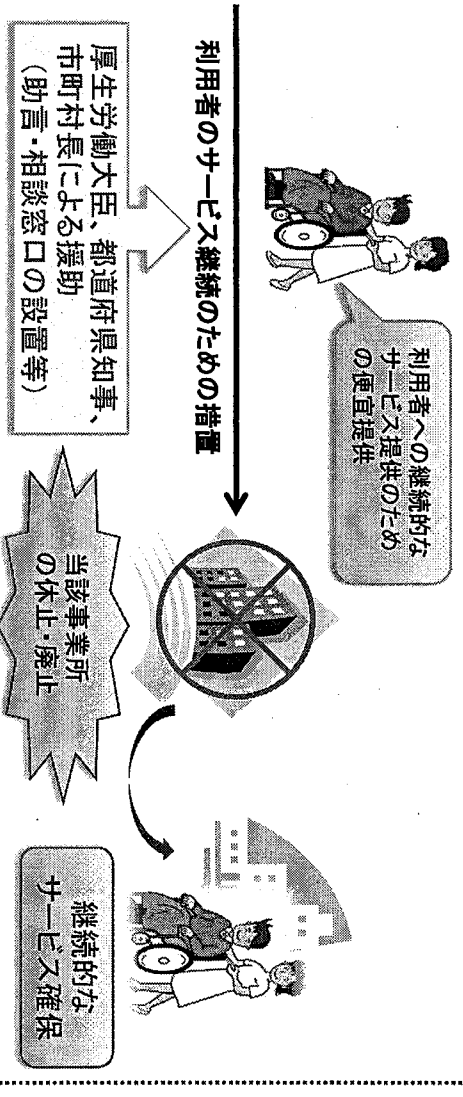 利用者への継続的な
サービス提供のため
の便宜提供
利用者のサービス継続のための措置
厚生労働大臣、都道府県知事、
市町村長による援助
(助言・相談窓口の設置等)
当該事業所
の休止・廃止
継続的な
サービス確保